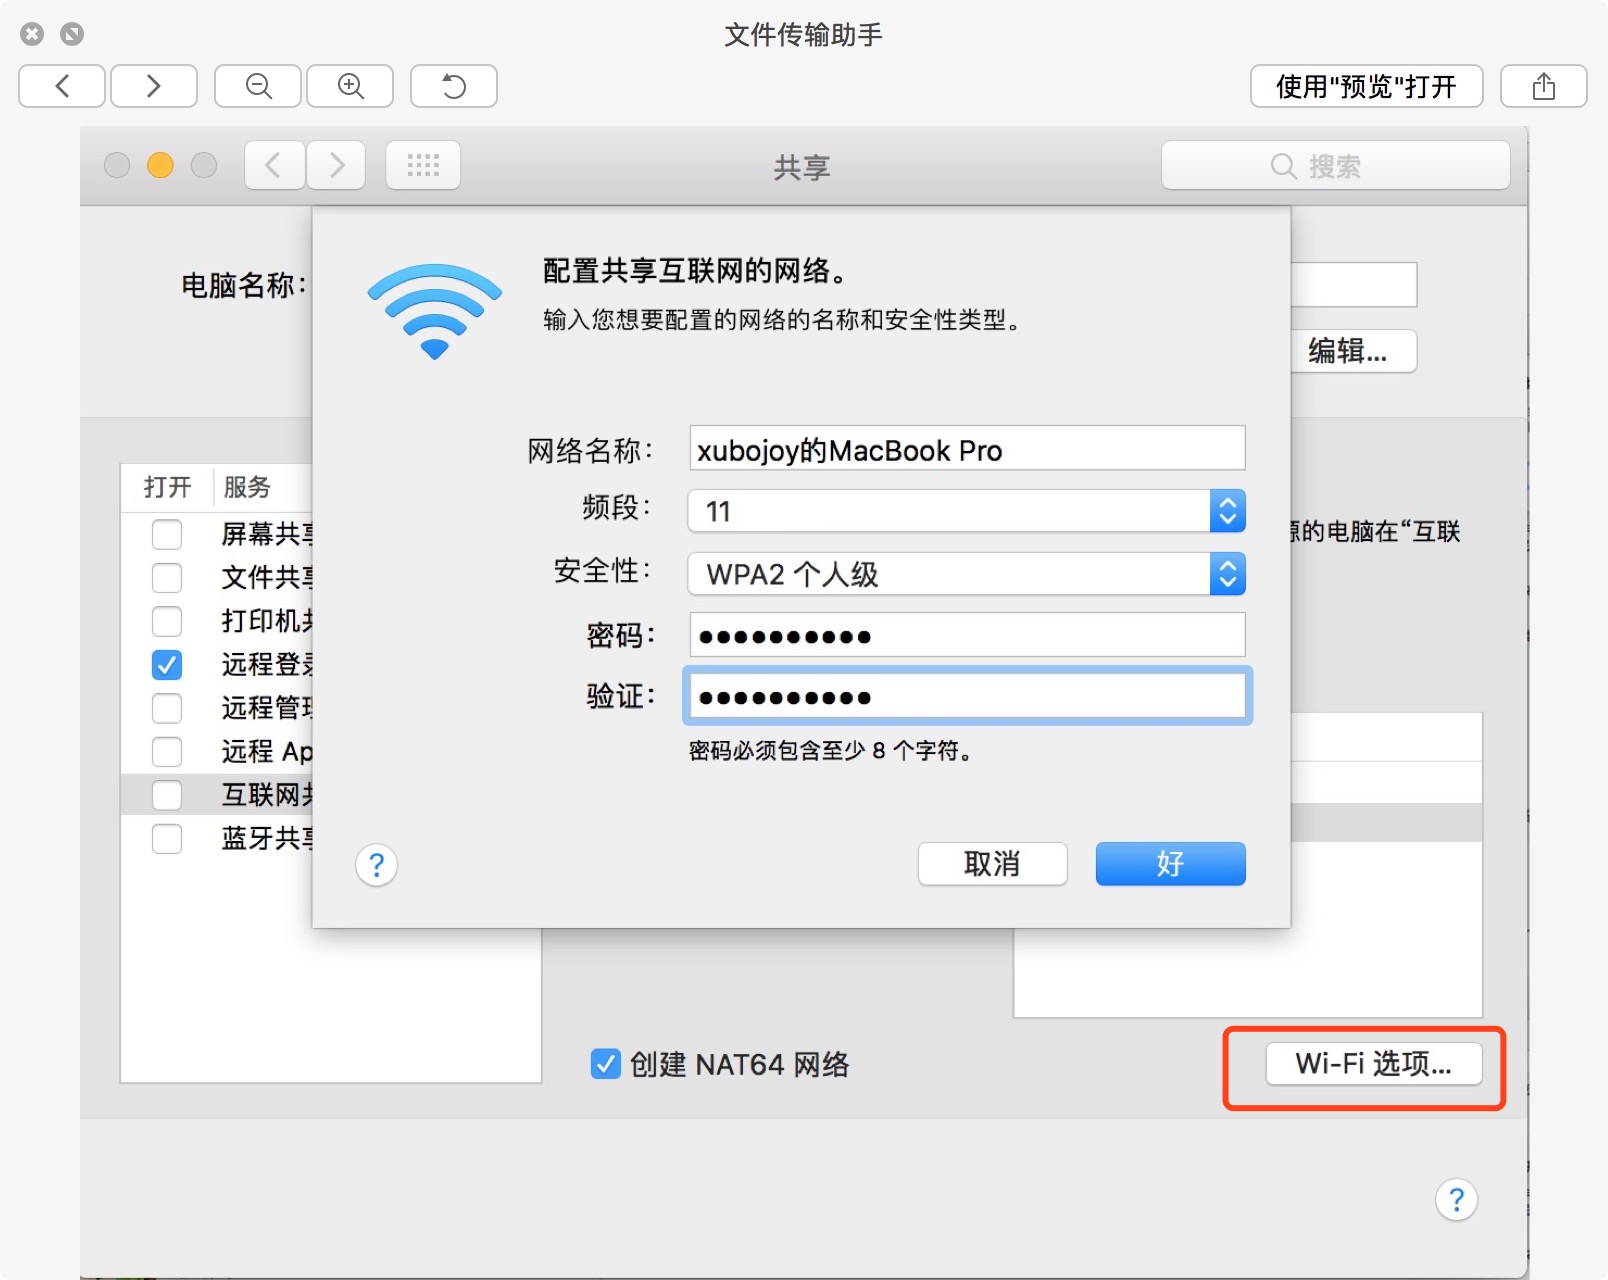 文件传输助手
使用"预览"打开
共享
搜索
电脑名称：
编辑...
配置共享互联网的网络。
输入您想要配置的网络的名称和安全性类型。
网络名称： xubojoy的MacBook Pro
频段： 11
安全性： WPA2 个人级
密码： ●●●●●●●●●●
验证： ●●●●●●●●●●
密码必须包含至少 8 个字符。
? 取消 好
打开 服务
屏幕共享
文件共享
打印机共
远程登录
远程管理
远程 Ap
互联网共
蓝牙共享
源的电脑在“互联
创建 NAT64 网络
Wi-Fi 选项...
?